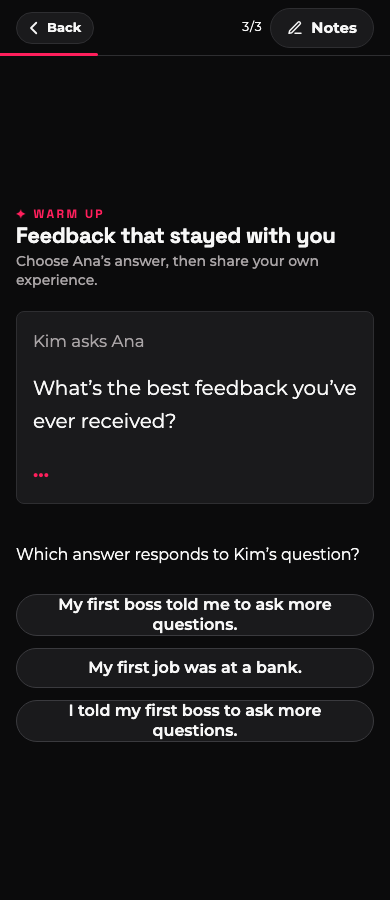 Back
3/3
Notes
WARM UP
Feedback that stayed with you
Choose Ana's answer, then share your own
experience.
Kim asks Ana
What's the best feedback you've
ever received?
Which answer responds to Kim's question?
My first boss told me to ask more
questions.
My first job was at a bank.
I told my first boss to ask more
questions.